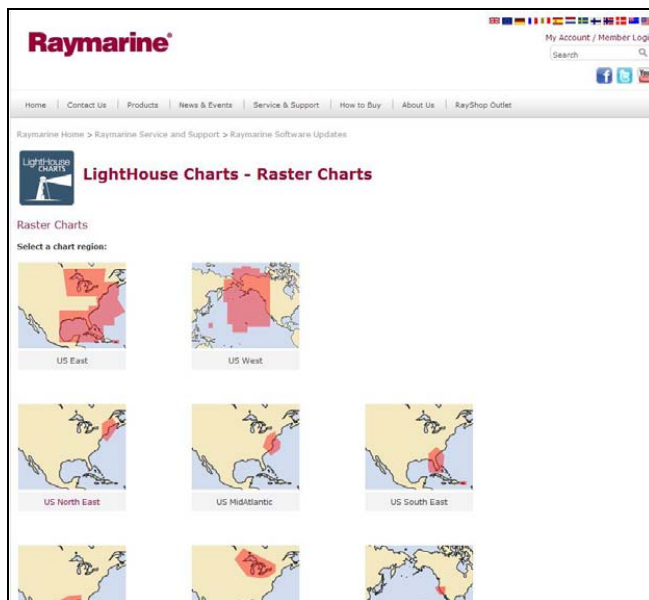 Raymarine®
My Account / Member Logi
Search
Home | Contact Us | Products | News & Events | Service & Support | How to Buy | About Us | RayShop Outlet
Raymarine Home > Raymarine Service and Support > Raymarine Software Updates
LightHouse
CHARTS
LightHouse Charts - Raster Charts
Raster Charts
Select a chart region:
US East
US West
US North East
US MidAtlantic
US South East